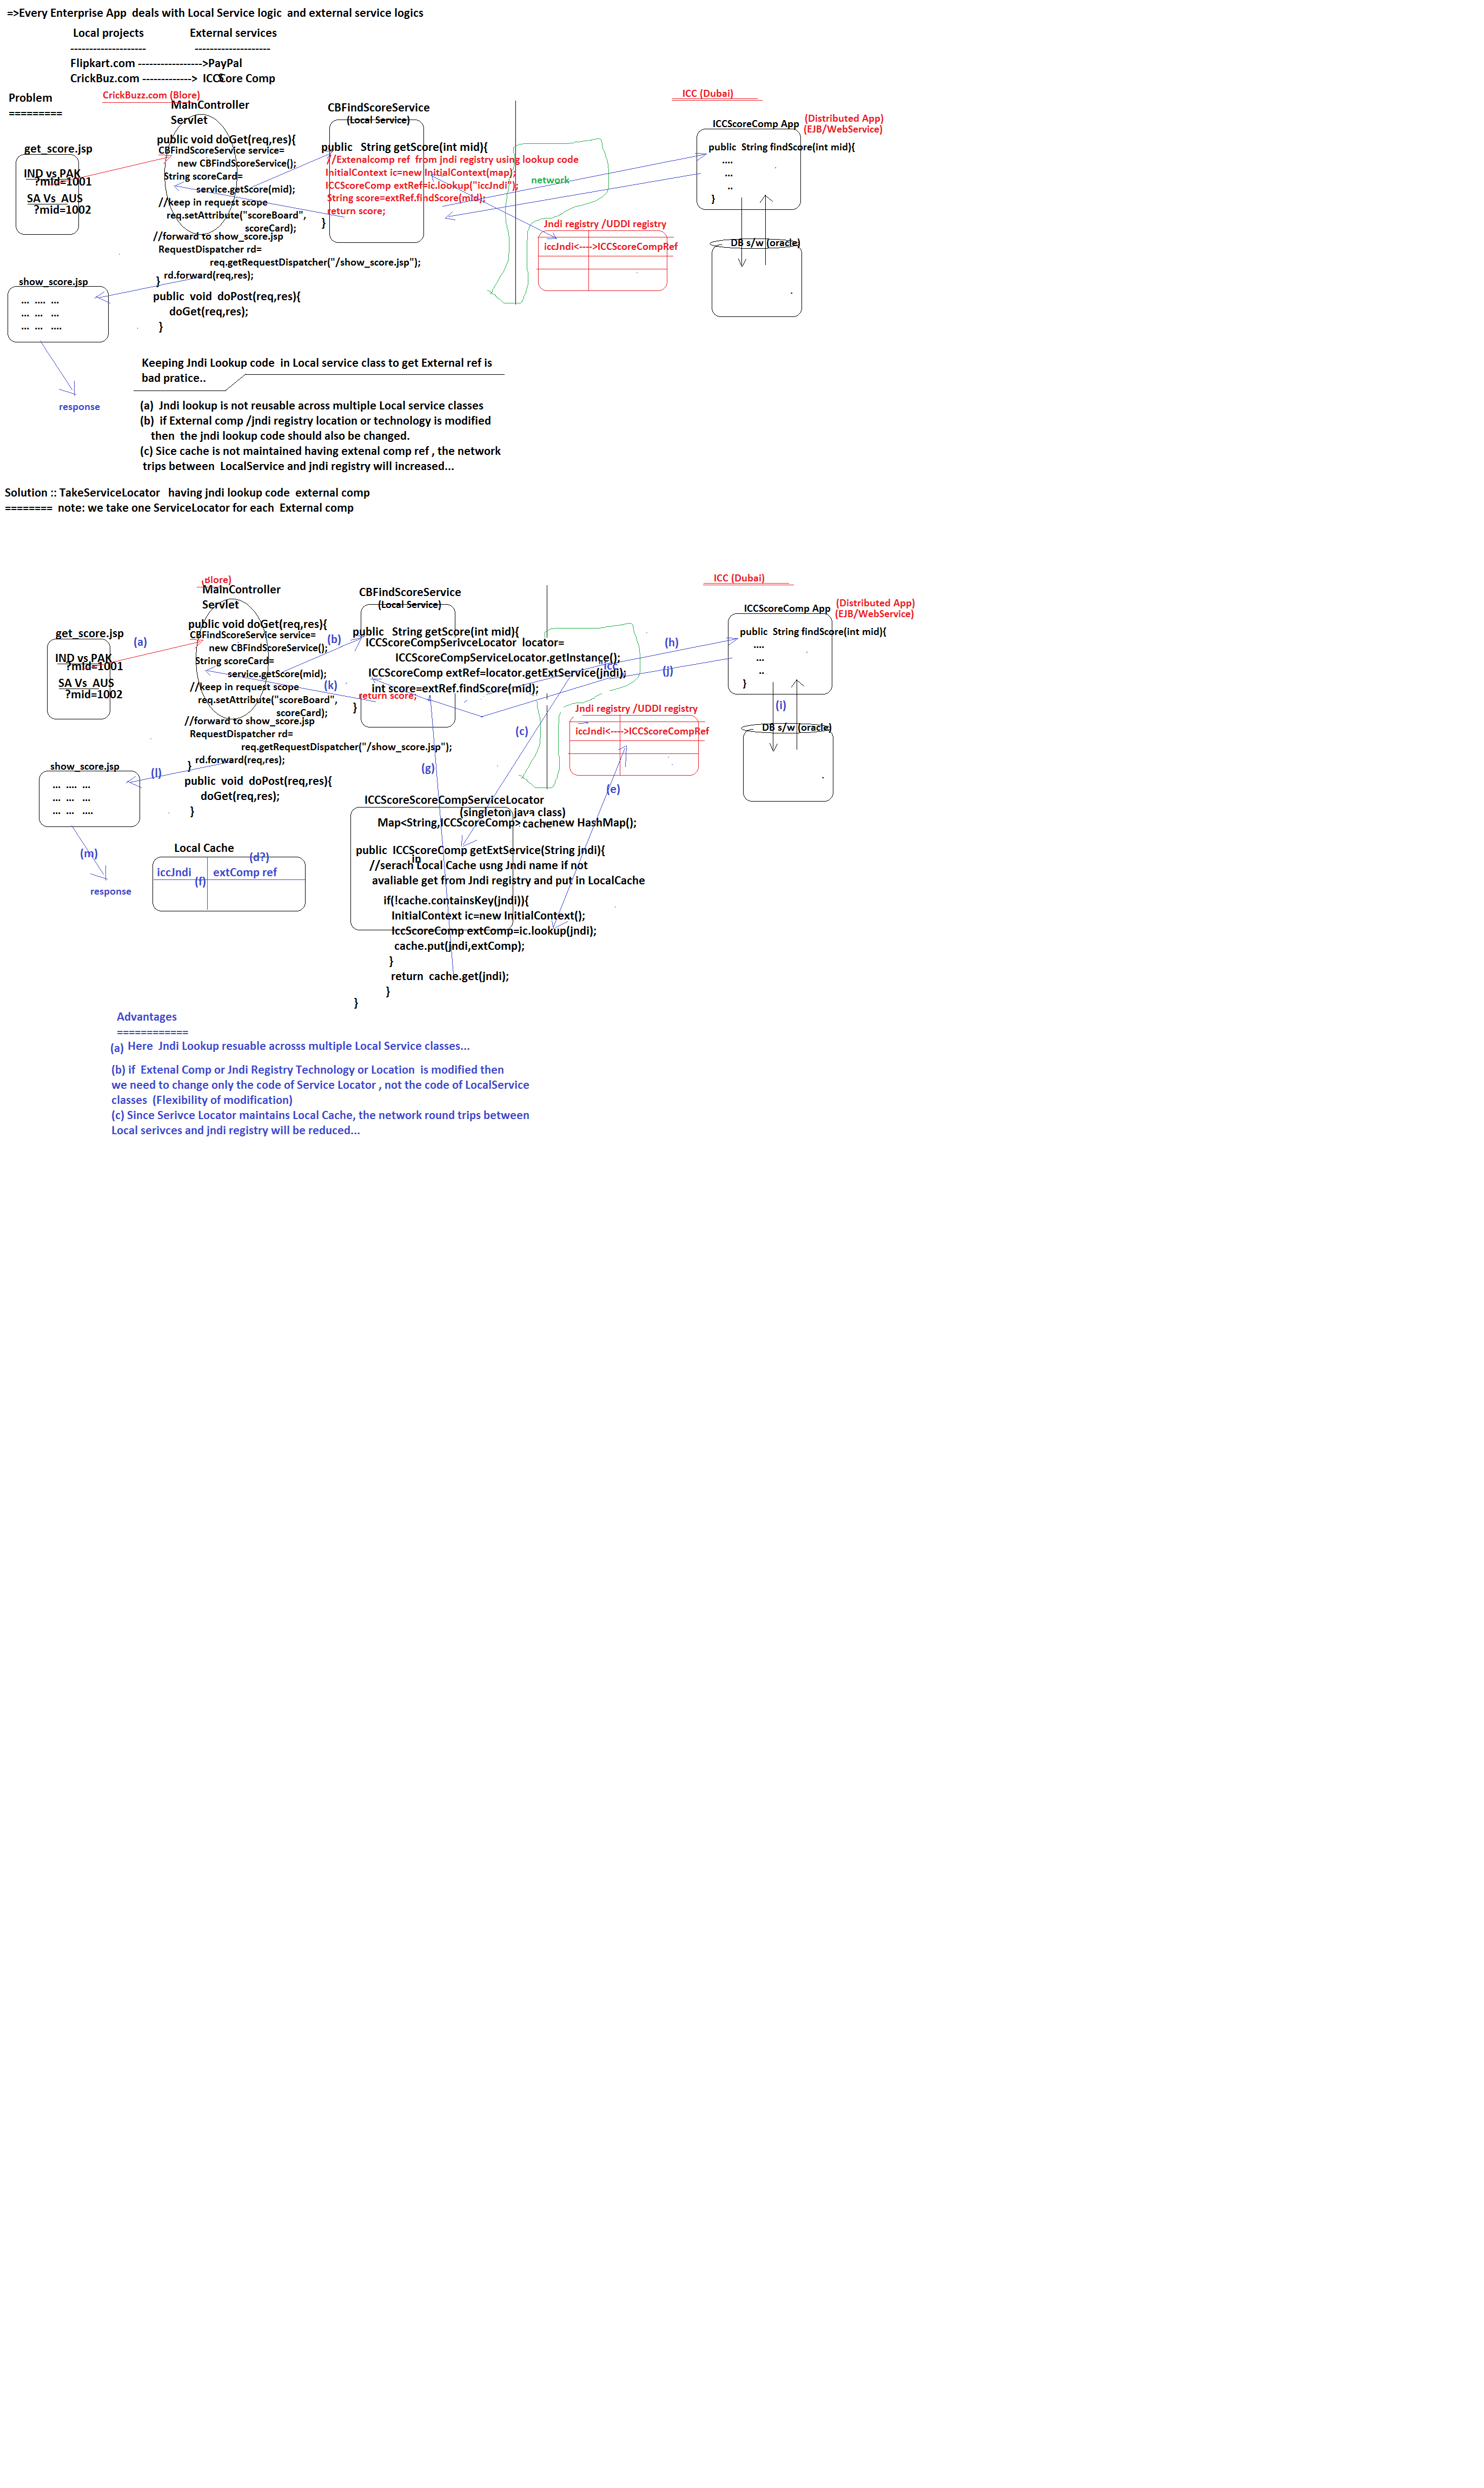 =>Every Enterprise App  deals with Local Service logic  and external service logics
Local projects               External services
--------------------                --------------------
Flipkart.com ----------------->PayPal
CrickBuz.com ------------->  ICCScore Comp
Problem
=========
CrickBuzz.com (Blore)
MainController
Servlet
CBFindScoreService
(Local Service)
ICC (Dubai)
ICCScoreComp App
(Distributed App)
(EJB/WebService)
get_score.jsp
IND vs PAK
?mid=1001
SA Vs  AUS
?mid=1002
public void doGet(req,res){
CBFindScoreService service=
new CBFindScoreService();
String scoreCard=
service.getScore(mid);
//keep in request scope
req.setAttribute("scoreBoard",
scoreCard);
//forward to show_score.jsp
RequestDispatcher rd=
req.getRequestDispatcher("/show_score.jsp");
rd.forward(req,res);
}
public  void  doPost(req,res){
doGet(req,res);
}
public   String getScore(int mid){
//Extenalcomp ref  from jndi registry using lookup code
InitialContext ic=new InitialContext(map);
ICCScoreComp extRef=ic.lookup("iccJndi");
String score=extRef.findScore(mid);
return score;
}
network
public  String findScore(int mid){
....
...
..
}
Jndi registry /UDDI registry
iccJndi<---->ICCScoreCompRef
DB s/w (oracle)
show_score.jsp
...  ....  ...
...  ...   ...
...  ...   ....
response
Keeping Jndi Lookup code  in Local service class to get External ref is
bad pratice..
(a)  Jndi lookup is not reusable across multiple Local service classes
(b)  if External comp /jndi registry location or technology is modified
then  the jndi lookup code should also be changed.
(c) Sice cache is not maintained having extenal comp ref , the network
trips between  LocalService and jndi registry will increased...
Solution :: TakeServiceLocator   having jndi lookup code  external comp
========  note: we take one ServiceLocator for each  External comp
Blore)
MainController
Servlet
CBFindScoreService
(Local Service)
ICC (Dubai)
ICCScoreComp App
(Distributed App)
(EJB/WebService)
get_score.jsp
(a)
IND vs PAK
?mid=1001
SA Vs  AUS
?mid=1002
public void doGet(req,res){
CBFindScoreService service=
new CBFindScoreService();
String scoreCard=
service.getScore(mid);
//keep in request scope
req.setAttribute("scoreBoard",
scoreCard);
//forward to show_score.jsp
RequestDispatcher rd=
req.getRequestDispatcher("/show_score.jsp");
rd.forward(req,res);
}
public  void  doPost(req,res){
doGet(req,res);
}
(b)
(k)
public   String getScore(int mid){
ICCScoreCompSerivceLocator  locator=
ICCScoreCompServiceLocator.getInstance();
"icc
ICCScoreComp extRef=locator.getExtService(jndi);
int score=extRef.findScore(mid);
return score;
}
(h)
(j)
(c)
(g)
(e)
(i)
public  String findScore(int mid){
....
...
..
}
Jndi registry /UDDI registry
iccJndi<---->ICCScoreCompRef
DB s/w (oracle)
show_score.jsp
(l)
...  ....  ...
...  ...   ...
...  ...   ....
(m)
response
Local Cache
(d?)
iccJndi
extComp ref
(f)
ICCScoreScoreCompServiceLocator
(singleton java class)
Map<String,ICCScoreComp> cache=new HashMap();
public  ICCScoreComp getExtService(String jndi){
in
//serach Local Cache usng Jndi name if not
avaliable get from Jndi registry and put in LocalCache
if(!cache.containsKey(jndi)){
InitialContext ic=new InitialContext();
IccScoreComp extComp=ic.lookup(jndi);
cache.put(jndi,extComp);
}
return  cache.get(jndi);
}
}
Advantages
============
(a) Here  Jndi Lookup resuable acrosss multiple Local Service classes...
(b) if  Extenal Comp or Jndi Registry Technology or Location  is modified then
we need to change only the code of Service Locator , not the code of LocalService
classes  (Flexibility of modification)
(c) Since Serivce Locator maintains Local Cache, the network round trips between
Local serivces and jndi registry will be reduced...